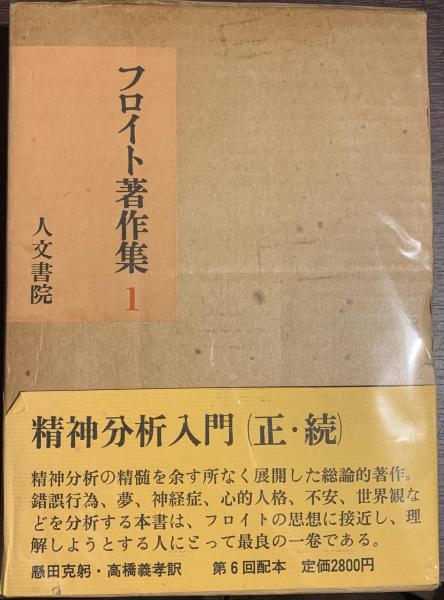 フロイト著作集 1
人文書院
精神分析入門(正・続)
精神分析の精髄を余す所なく展開した総論的著作。
錯誤行為、夢、神経症、心的人格、不安、世界観な
どを分析する本書は、フロイトの思想に接近し、理
解しようとする人にとって最良の一巻である。
懸田克躬・高橋義孝訳 第6回配本 定価2800円